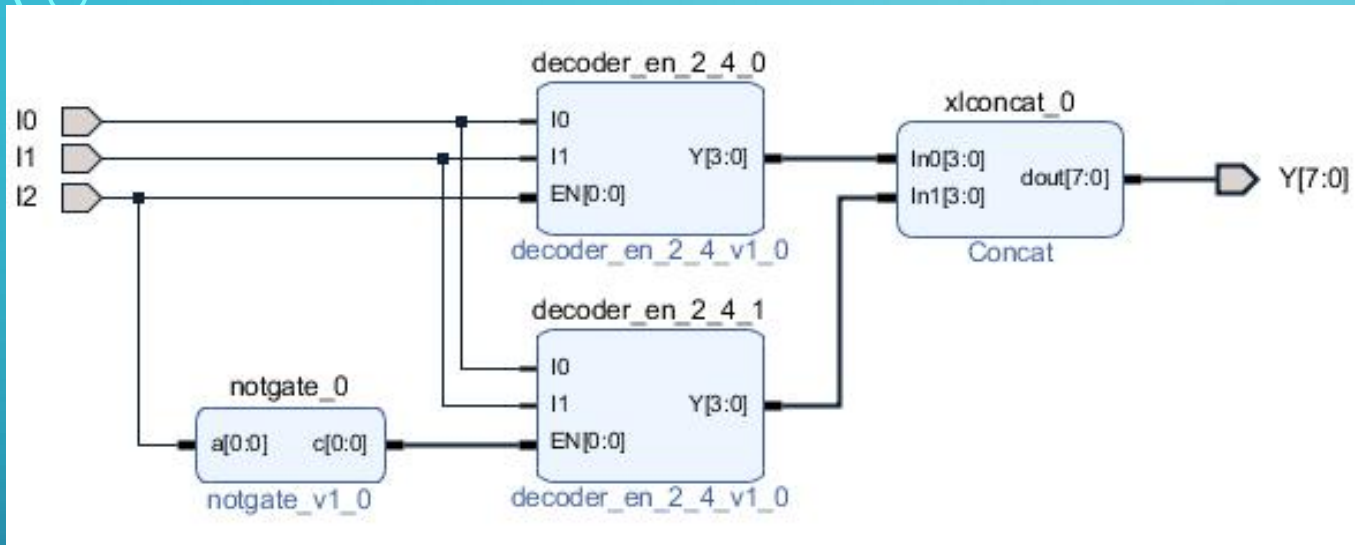 decoder_en_2_4_0
I0
I1
I2
I0
I1
EN[0:0]
Y[3:0]
decoder_en_2_4_v1_0
xlconcat_0
In0[3:0]
In1[3:0]
dout[7:0]
Concat
Y[7:0]
decoder_en_2_4_1
I0
I1
EN[0:0]
Y[3:0]
decoder_en_2_4_v1_0
notgate_0
a[0:0] c[0:0]
notgate_v1_0